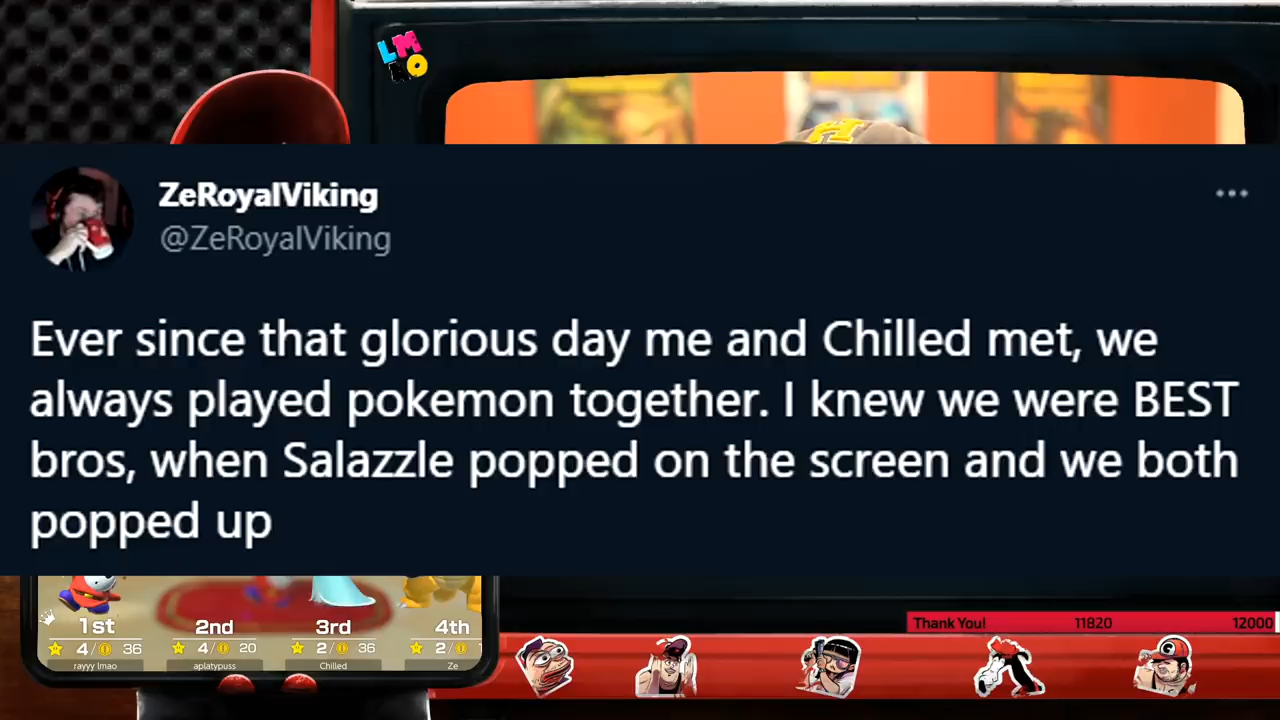 LMAO
ZeRoyalViking
@ZeRoyalViking
Ever since that glorious day me and Chilled met, we
always played pokemon together. I knew we were BEST
bros, when Salazzle popped on the screen and we both
popped up
1st 2nd 3rd 4th
4/ 36 4/ 20 2/ 36 2/
rayyy lmao aplatypuss Chilled Ze
Thank You! 11820 12000